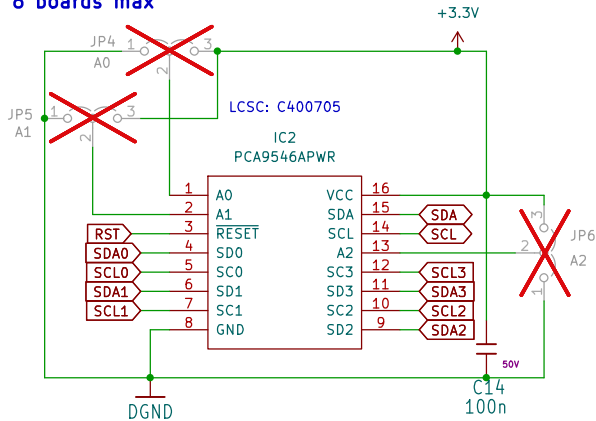 8 boards max
+3.3V
JP4
A0
1
3
2
JP5
A1
1
3
2
LCSC: C400705
IC2
PCA9546APWR
1 A0 VCC 16
2 A1 SDA 15 SDA
RST 3 RESET SCL 14 SCL
SDA0 4 SD0 A2 13
SCL0 5 SC0 SC3 12 SCL3
SDA1 6 SD1 SD3 11 SDA3
SCL1 7 SC1 SC2 10 SCL2
8 GND SD2 9 SDA2
3
2
1
JP6
A2
50V
C14
100n
DGND